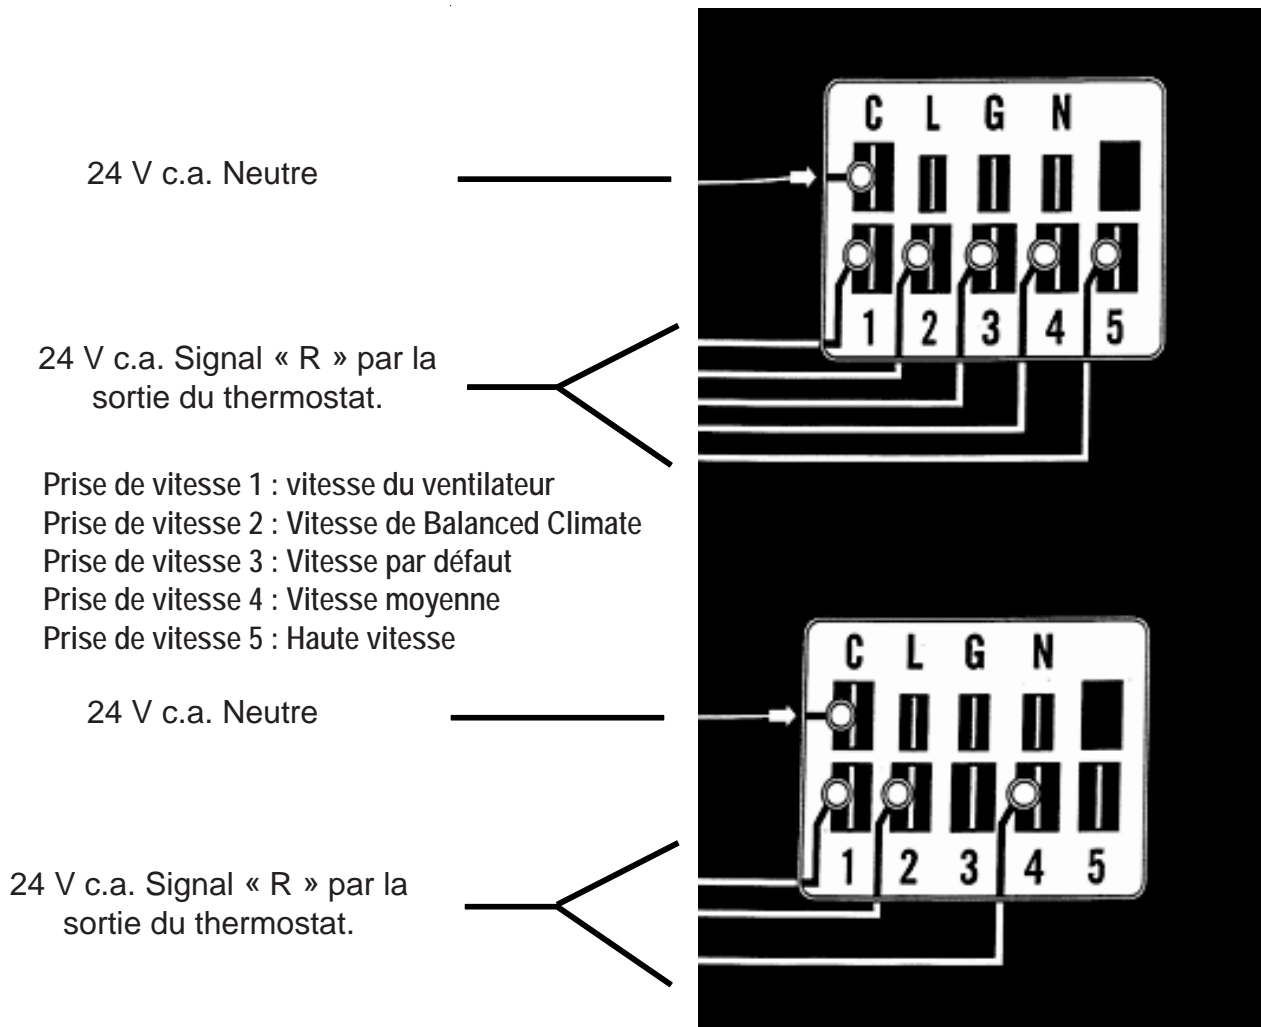 C L G N
24 V c.a. Neutre
1 2 3 4 5
24 V c.a. Signal « R » par la
sortie du thermostat.
Prise de vitesse 1 : vitesse du ventilateur
Prise de vitesse 2 : Vitesse de Balanced Climate
Prise de vitesse 3 : Vitesse par défaut
Prise de vitesse 4 : Vitesse moyenne
Prise de vitesse 5 : Haute vitesse
C L G N
24 V c.a. Neutre
1 2 3 4 5
24 V c.a. Signal « R » par la
sortie du thermostat.